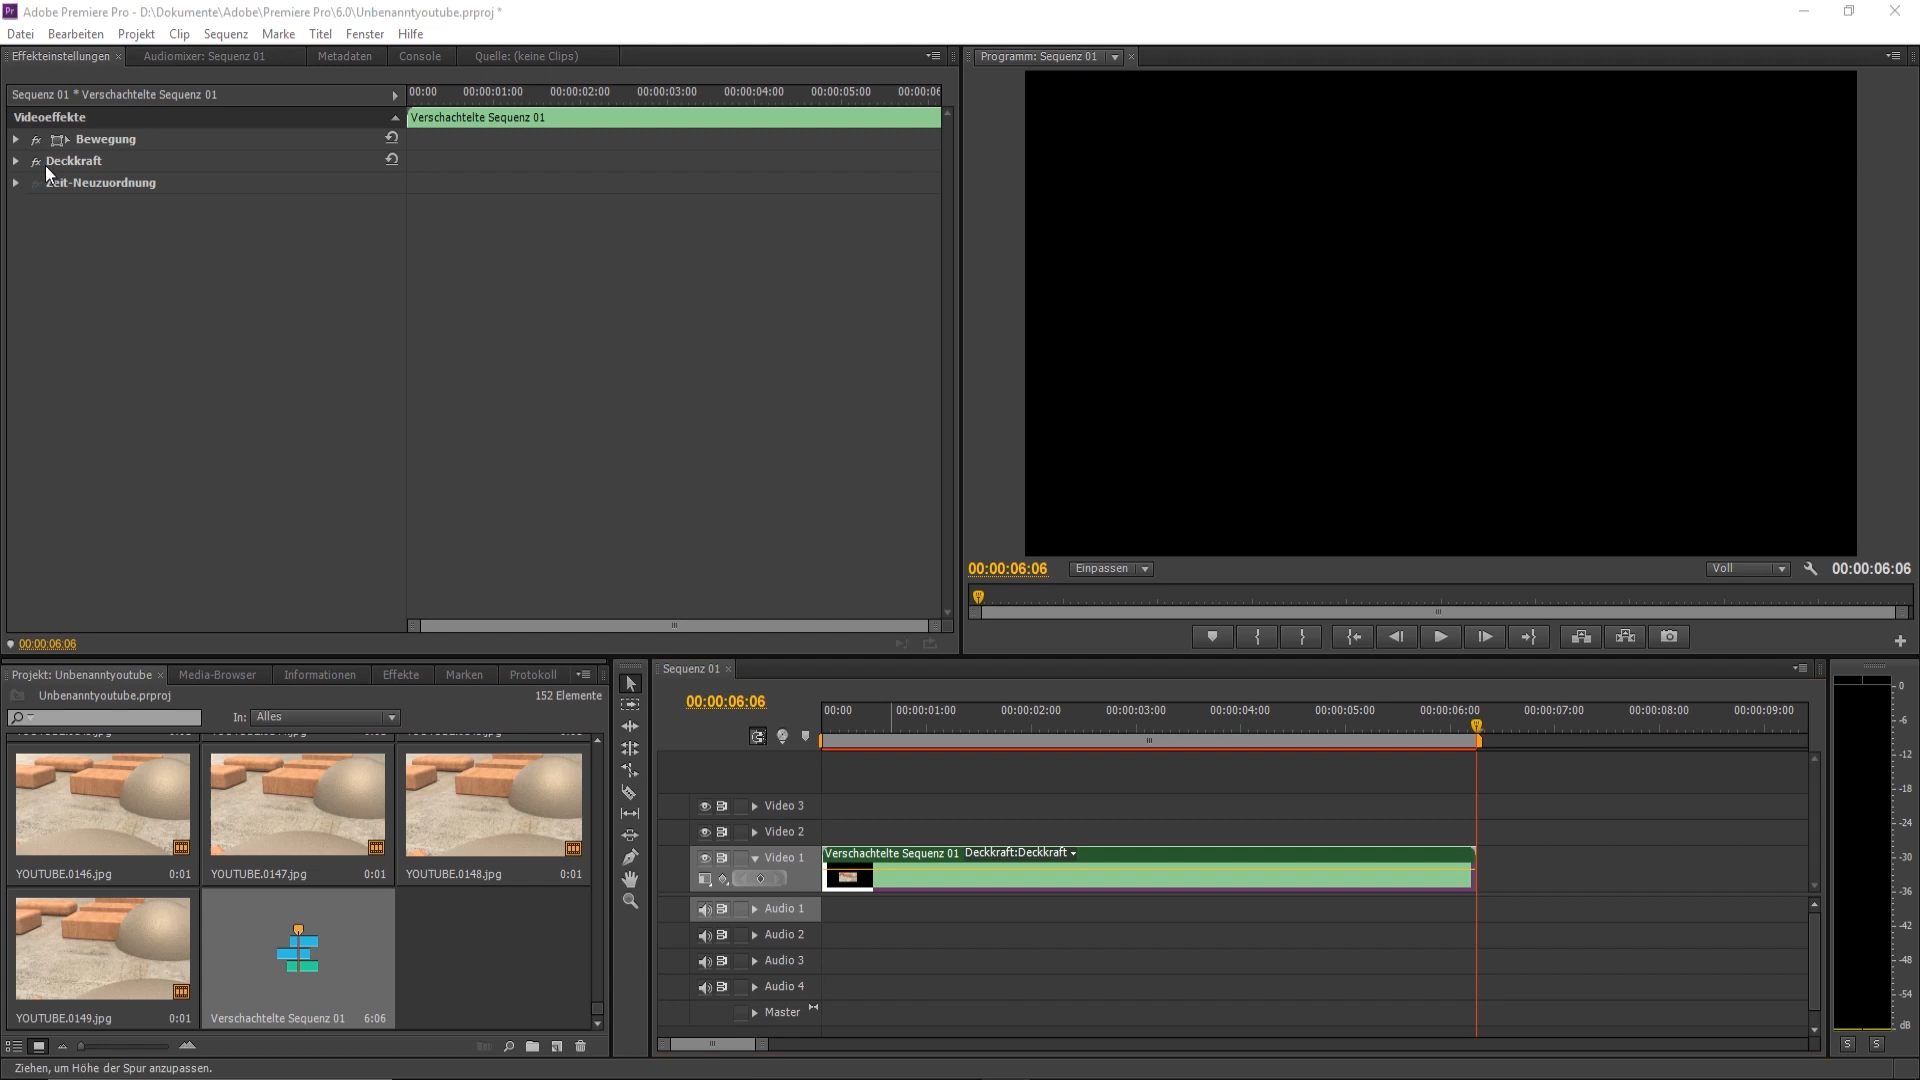 Adobe Premiere Pro - D:\Dokumente\Adobe\Premiere Pro\6.0\Unbenanntyoutube.prproj *
Datei Bearbeiten Projekt Clip Sequenz Marke Titel Fenster Hilfe
Effekteinstellungen Audiomixer: Sequenz 01 Metadaten Console Quelle: (keine Clips)
Programm: Sequenz 01
Sequenz 01 * Verschachtelte Sequenz 01
00:00 00:00:01:00 00:00:02:00 00:00:03:00 00:00:04:00 00:00:05:00
Videoeffekte
Verschachtelte Sequenz 01
fx Bewegung
fx Deckkraft
Zeit-Neuzuordnung
00:00:06:06 Einpassen Voll 00:00:06:06
00:00:06:06
Projekt: Unbenanntyoutube Media-Browser Informationen Effekte Marken Protokoll
Unbenanntyoutube.prproj 152 Elemente
In: Alles
YOUTUBE.0146.jpg 0:01
YOUTUBE.0147.jpg 0:01
YOUTUBE.0148.jpg 0:01
YOUTUBE.0149.jpg 0:01
Verschachtelte Sequenz 01 6:06
Sequenz 01
00:00:06:06
00:00 00:00:01:00 00:00:02:00 00:00:03:00 00:00:04:00 00:00:05:00 00:00:06:00 00:00:07:00 00:00:08:00 00:00:09:00
Video 3
Video 2
Video 1
Verschachtelte Sequenz 01 Deckkraft:Deckkraft
Audio 1
Audio 2
Audio 3
Audio 4
Master
0
-6
-12
-18
-24
-30
-36
-42
-48
-54
dB
S S
Ziehen, um Höhe der Spur anzupassen.